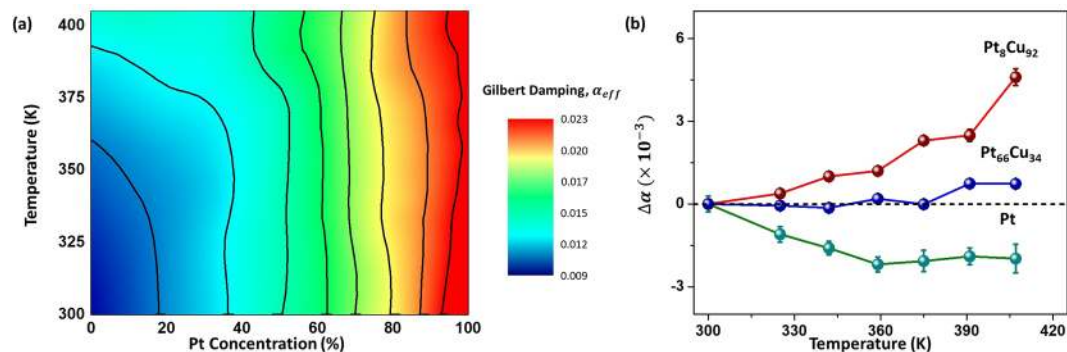 (a)
Temperature (K)
400
375
350
325
300
0 20 40 60 80 100
Pt Concentration (%)
Gilbert Damping, α_eff
0.023
0.020
0.017
0.015
0.012
0.009
(b)
Δα (× 10⁻³)
6
3
0
-3
Pt₈Cu₉₂
Pt₆₆Cu₃₄
Pt
300 330 360 390 420
Temperature (K)